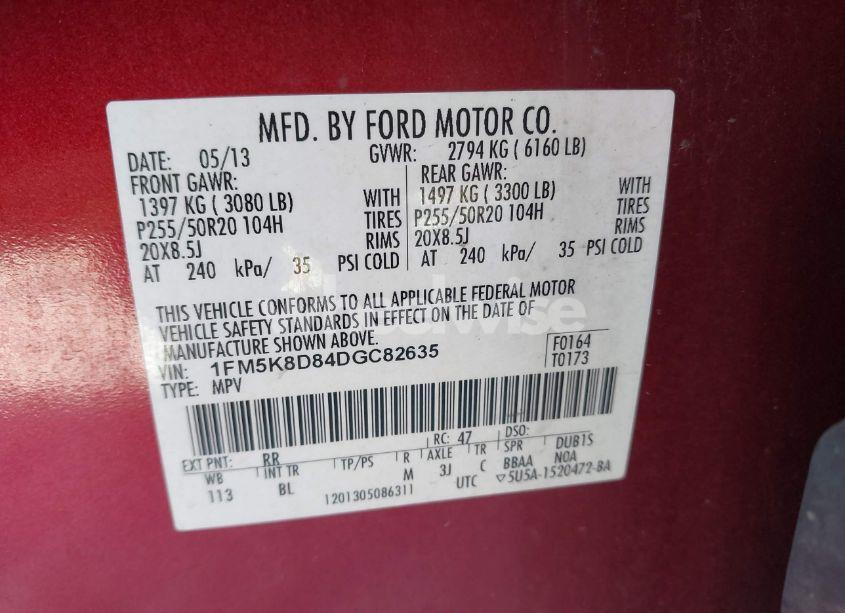 MFD. BY FORD MOTOR CO.
DATE: 05/13 GVWR: 2794 KG ( 6160 LB)
FRONT GAWR: REAR GAWR:
1397 KG ( 3080 LB) WITH 1497 KG ( 3300 LB) WITH
P255/50R20 104H TIRES P255/50R20 104H TIRES
20X8.5J RIMS 20X8.5J RIMS
AT 240 kPa/ 35 PSI COLD AT 240 kPa/ 35 PSI COLD
THIS VEHICLE CONFORMS TO ALL APPLICABLE FEDERAL MOTOR
VEHICLE SAFETY STANDARDS IN EFFECT ON THE DATE OF
MANUFACTURE SHOWN ABOVE.
VIN: 1FM5K8D84DGC82635 F0164
TYPE: MPV T0173
EXT PNT: RR RC: 47 DSO:
WB INT TR TP/PS R AXLE TR SPR DUB1S
113 BL M 3J C BBAA NOA
1201305086311 UTC ▽5U5A-1520472-BA